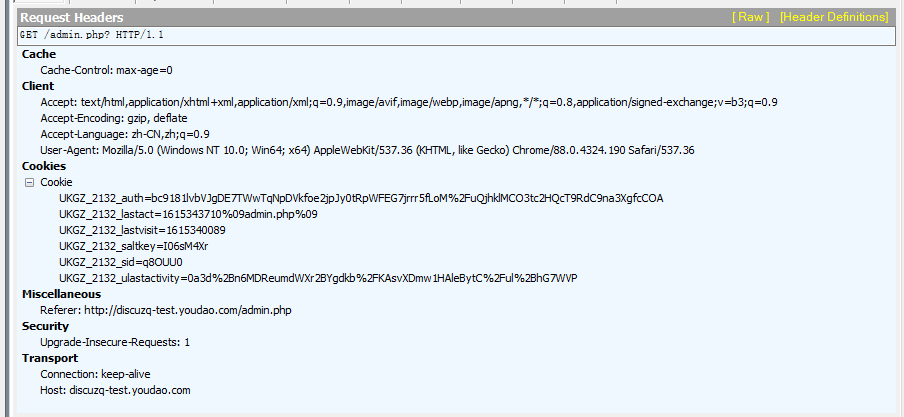 Request Headers [ Raw ] [Header Definitions]
GET /admin.php? HTTP/1.1
Cache
Cache-Control: max-age=0
Client
Accept: text/html,application/xhtml+xml,application/xml;q=0.9,image/avif,image/webp,image/apng,*/*;q=0.8,application/signed-exchange;v=b3;q=0.9
Accept-Encoding: gzip, deflate
Accept-Language: zh-CN,zh;q=0.9
User-Agent: Mozilla/5.0 (Windows NT 10.0; Win64; x64) AppleWebKit/537.36 (KHTML, like Gecko) Chrome/88.0.4324.190 Safari/537.36
Cookies
Cookie
UKGZ_2132_auth=bc9181lvbVJgDE7TWwTqNpDVkfoe2jpJy0tRpWFEG7jrrr5fLoM%2FuQjhklMCO3tc2HQcT9RdC9na3XgfcCOA
UKGZ_2132_lastact=1615343710%09admin.php%09
UKGZ_2132_lastvisit=1615340089
UKGZ_2132_saltkey=I06sM4Xr
UKGZ_2132_sid=q8OUU0
UKGZ_2132_ulastactivity=0a3d%2Bn6MDReumdWXr2BYgdkb%2FKAsvXDmw1HAleBytC%2Ful%2BhG7WVP
Miscellaneous
Referer: http://discuzq-test.youdao.com/admin.php
Security
Upgrade-Insecure-Requests: 1
Transport
Connection: keep-alive
Host: discuzq-test.youdao.com